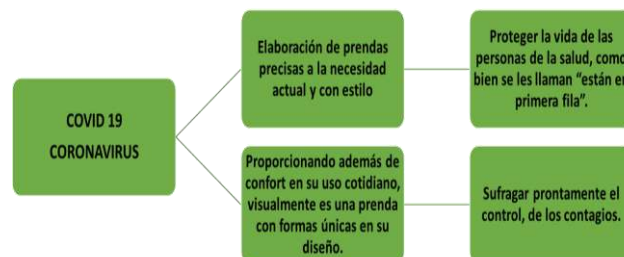 COVID 19
CORONAVIRUS
Elaboración de prendas
precisas a la necesidad
actual y con estilo
Proteger la vida de las
personas de la salud, como
bien se les llaman “están en
primera fila”.
Proporcionando además de
confort en su uso cotidiano,
visualmente es una prenda
con formas únicas en su
diseño.
Sufragar prontamente el
control, de los contagios.